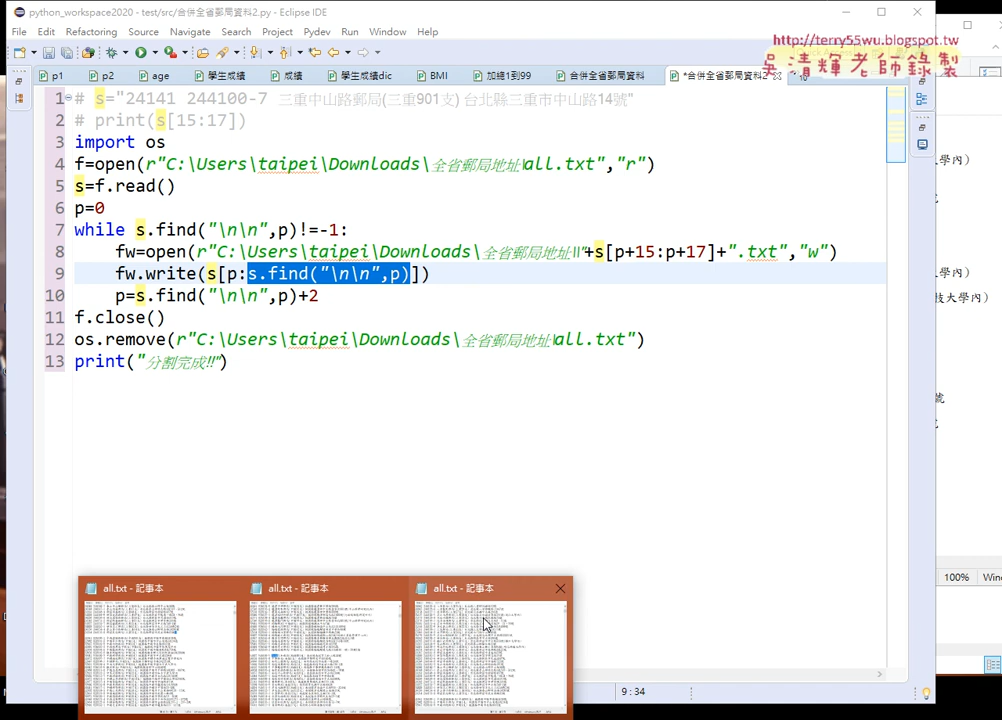 python_workspace2020 - test/src/合併全省郵局資料2.py - Eclipse IDE
File Edit Refactoring Source Navigate Search Project Pydev Run Window Help
http://terry55wu.blogspot.tw
吳清輝老師錄製
p1 p2 age 學生成績 成績 學生成績dic BMI 加總1到99 合併全省郵局資料 *合併全省郵局資料2
1 # s="24141 244100-7 三重中山路郵局(三重901支) 台北縣三重市中山路14號"
2 # print(s[15:17])
3 import os
4 f=open(r"C:\Users\taipei\Downloads\全省郵局地址\all.txt","r")
5 s=f.read()
6 p=0
7 while s.find("\n\n",p)!=-1:
8 fw=open(r"C:\Users\taipei\Downloads\全省郵局地址\\"+s[p+15:p+17]+".txt","w")
9 fw.write(s[p:s.find("\n\n",p)])
10 p=s.find("\n\n",p)+2
11 f.close()
12 os.remove(r"C:\Users\taipei\Downloads\全省郵局地址\all.txt")
13 print("分割完成!!")
學內)
學內)
技大學內)
號
100% Win
all.txt - 記事本 all.txt - 記事本 all.txt - 記事本
9 : 34